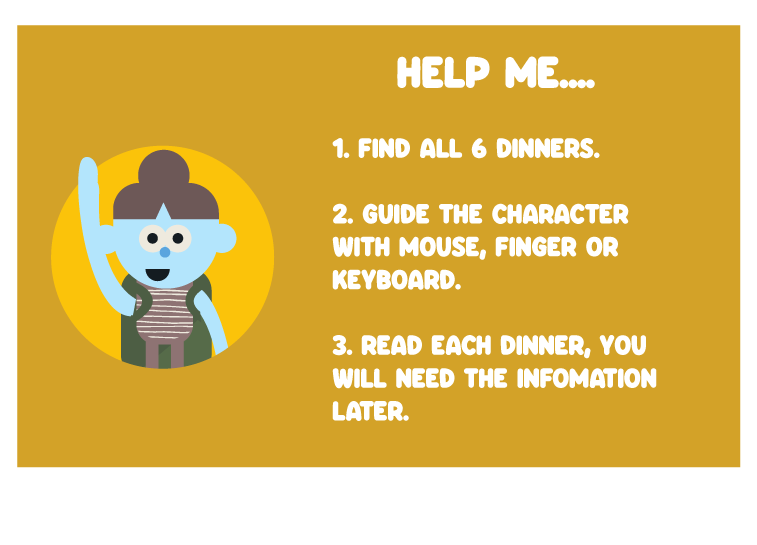 HELP ME....
1. FIND ALL 6 DINNERS.
2. GUIDE THE CHARACTER
WITH MOUSE, FINGER OR
KEYBOARD.
3. READ EACH DINNER, YOU
WILL NEED THE INFOMATION
LATER.